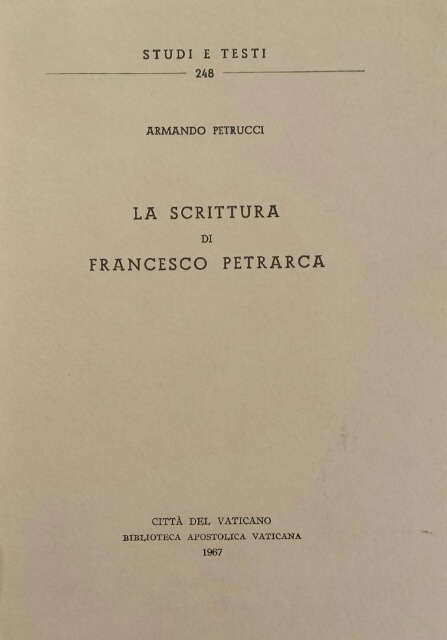 STUDI E TESTI
248
ARMANDO PETRUCCI
LA SCRITTURA
DI
FRANCESCO PETRARCA
CITTÀ DEL VATICANO
BIBLIOTECA APOSTOLICA VATICANA
1967